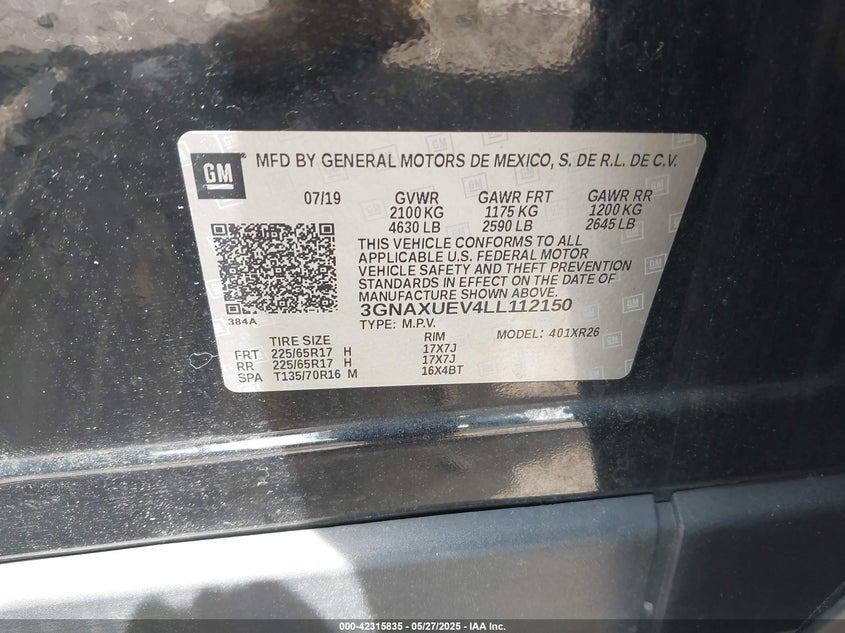 GM MFD BY GENERAL MOTORS DE MEXICO, S. DE R.L. DE C.V.
07/19 GVWR GAWR FRT GAWR RR
2100 KG 1175 KG 1200 KG
4630 LB 2590 LB 2645 LB
THIS VEHICLE CONFORMS TO ALL
APPLICABLE U.S. FEDERAL MOTOR
VEHICLE SAFETY AND THEFT PREVENTION
STANDARDS IN EFFECT ON THE DATE OF
MANUFACTURE SHOWN ABOVE.
3GNAXUEV4LL112150
384A
TYPE: M.P.V. MODEL: 401XR26
TIRE SIZE RIM
FRT 225/65R17 H 17X7J
RR 225/65R17 H 17X7J
SPA T135/70R16 M 16X4BT
000-42315835 - 05/27/2025 - IAA Inc.